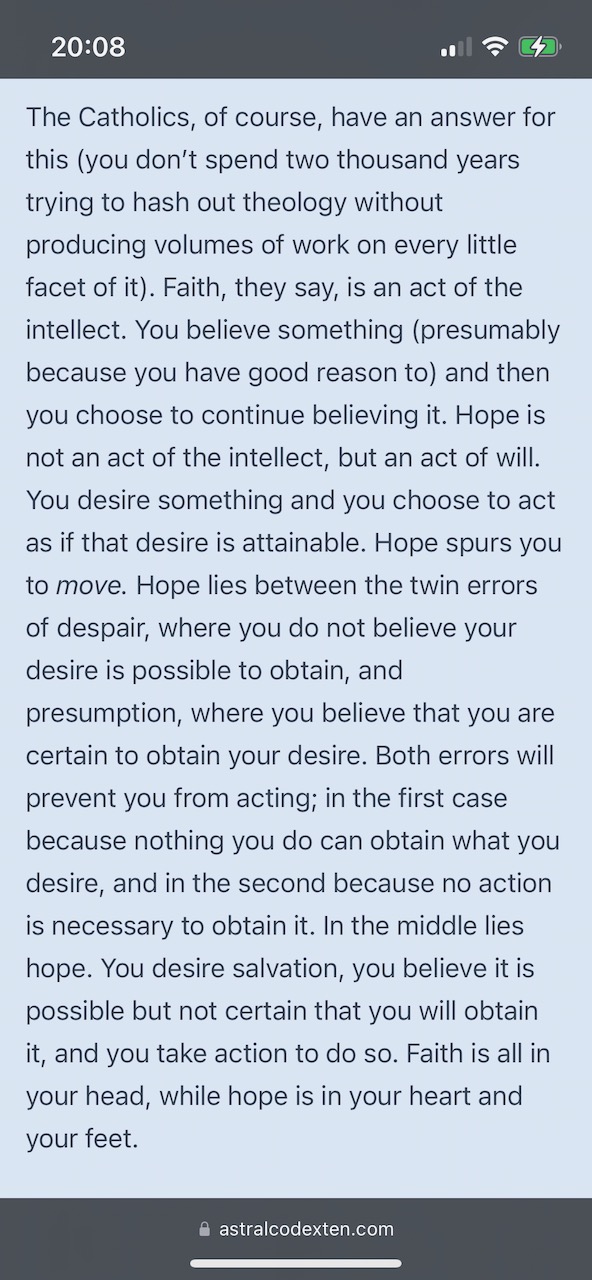 20:08
The Catholics, of course, have an answer for
this (you don’t spend two thousand years
trying to hash out theology without
producing volumes of work on every little
facet of it). Faith, they say, is an act of the
intellect. You believe something (presumably
because you have good reason to) and then
you choose to continue believing it. Hope is
not an act of the intellect, but an act of will.
You desire something and you choose to act
as if that desire is attainable. Hope spurs you
to move. Hope lies between the twin errors
of despair, where you do not believe your
desire is possible to obtain, and
presumption, where you believe that you are
certain to obtain your desire. Both errors will
prevent you from acting; in the first case
because nothing you do can obtain what you
desire, and in the second because no action
is necessary to obtain it. In the middle lies
hope. You desire salvation, you believe it is
possible but not certain that you will obtain
it, and you take action to do so. Faith is all in
your head, while hope is in your heart and
your feet.
astralcodexten.com